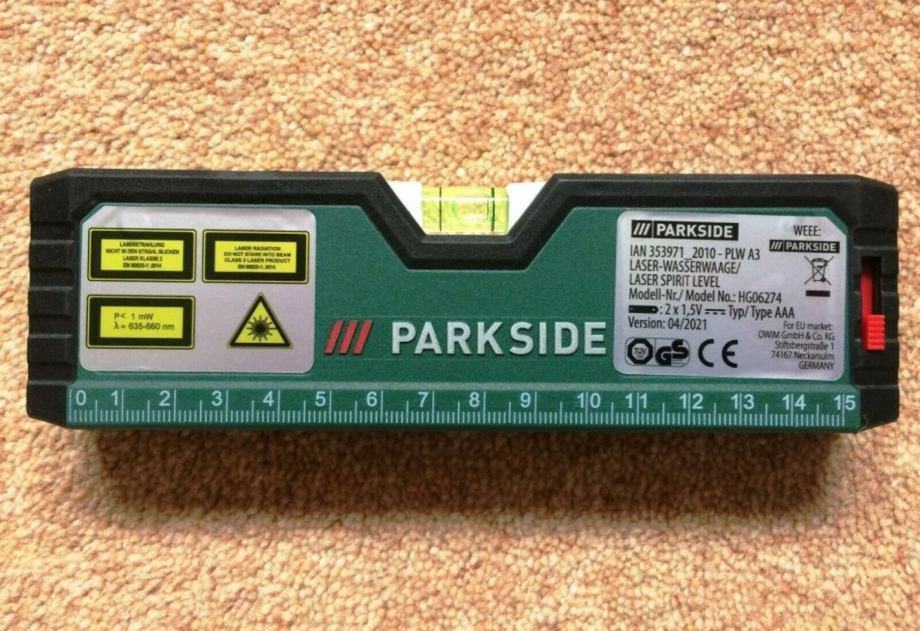 LASERSTRAHLUNG
NICHT IN DEN STRAHL BLICKEN
LASER KLASSE 2
EN 60825-1: 2014
LASER RADIATION
DO NOT STARE INTO BEAM
CLASS 2 LASER PRODUCT
EN 60825-1: 2014
P< 1 mW
λ = 635-660 nm
/// PARKSIDE
/// PARKSIDE
IAN 353971_2010 - PLW A3
LASER-WASSERWAAGE/
LASER SPIRIT LEVEL
Modell-Nr./ Model No.: HG06274
: 2 x 1,5V Typ/ Type AAA
Version: 04/2021
TÜV GS CE
WEEE:
/// PARKSIDE
For EU market:
OWIM GmbH & Co. KG
Stiftsbergstraße 1
74167 Neckarsulm
GERMANY
0 1 2 3 4 5 6 7 8 9 10 11 12 13 14 15